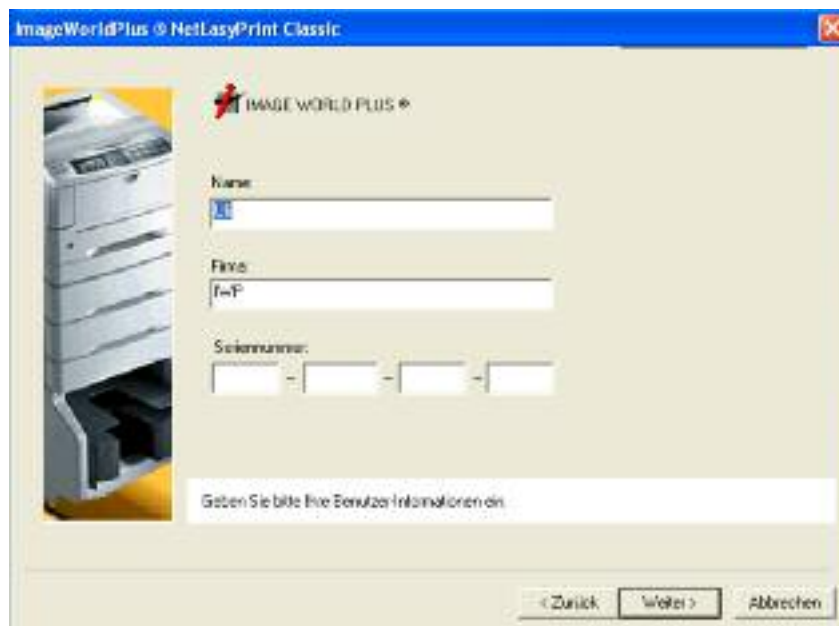 ImageWorldPlus ® NetEasyPrint Classic
IMAGE WORLD PLUS ®
Name:
Firma:
IWP
Seriennummer:
– – –
Geben Sie bitte Ihre Benutzer-Informationen ein.
< Zurück Weiter > Abbrechen